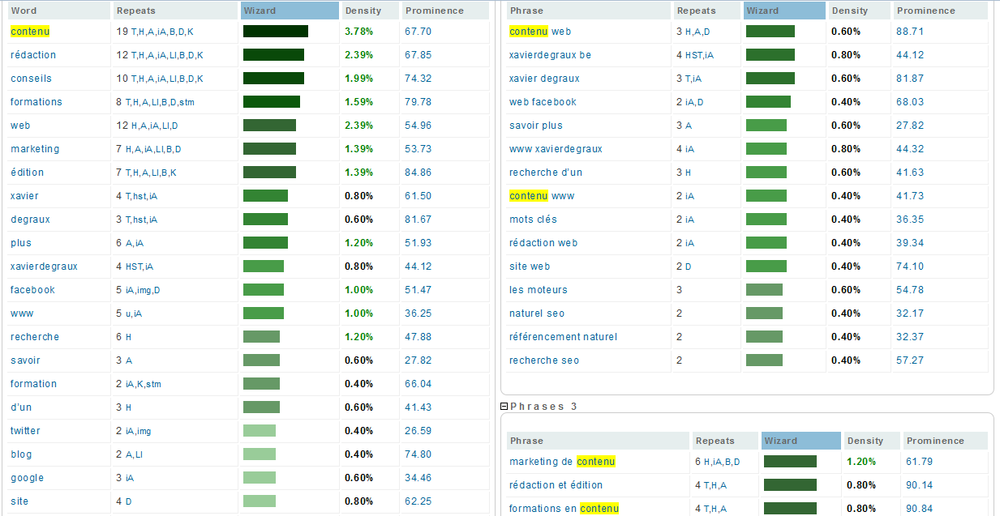 Word Repeats Wizard Density Prominence
contenu 19 T,H,A,iA,B,D,K 3.78% 67.70
rédaction 12 T,H,A,iA,LI,B,D,K 2.39% 67.85
conseils 10 T,H,A,iA,LI,B,D,K 1.99% 74.32
formations 8 T,H,A,LI,B,D,stm 1.59% 79.78
web 12 H,A,iA,LI,D 2.39% 54.96
marketing 7 H,A,iA,LI,B,D 1.39% 53.73
édition 7 T,H,A,LI,B,K 1.39% 84.86
xavier 4 T,hst,iA 0.80% 61.50
degraux 3 T,hst,iA 0.60% 81.67
plus 6 A,iA 1.20% 51.93
xavierdegraux 4 HST,iA 0.80% 44.12
facebook 5 iA,img,D 1.00% 51.47
www 5 u,iA 1.00% 36.25
recherche 6 H 1.20% 47.88
savoir 3 A 0.60% 27.82
formation 2 iA,K,stm 0.40% 66.04
d'un 3 H 0.60% 41.43
twitter 2 iA,img 0.40% 26.59
blog 2 A,LI 0.40% 74.80
google 3 iA 0.60% 34.46
site 4 D 0.80% 62.25
Phrase Repeats Wizard Density Prominence
contenu web 3 H,A,D 0.60% 88.71
xavierdegraux be 4 HST,iA 0.80% 44.12
xavier degraux 3 T,iA 0.60% 81.87
web facebook 2 iA,D 0.40% 68.03
savoir plus 3 A 0.60% 27.82
www xavierdegraux 4 iA 0.80% 44.32
recherche d'un 3 H 0.60% 41.63
contenu www 2 iA 0.40% 41.73
mots clés 2 iA 0.40% 36.35
rédaction web 2 iA 0.40% 39.34
site web 2 D 0.40% 74.10
les moteurs 3 0.60% 54.78
naturel seo 2 0.40% 32.17
référencement naturel 2 0.40% 32.37
recherche seo 2 0.40% 57.27
Phrases 3
Phrase Repeats Wizard Density Prominence
marketing de contenu 6 H,iA,B,D 1.20% 61.79
rédaction et édition 4 T,H,A 0.80% 90.14
formations en contenu 4 T,H,A 0.80% 90.84